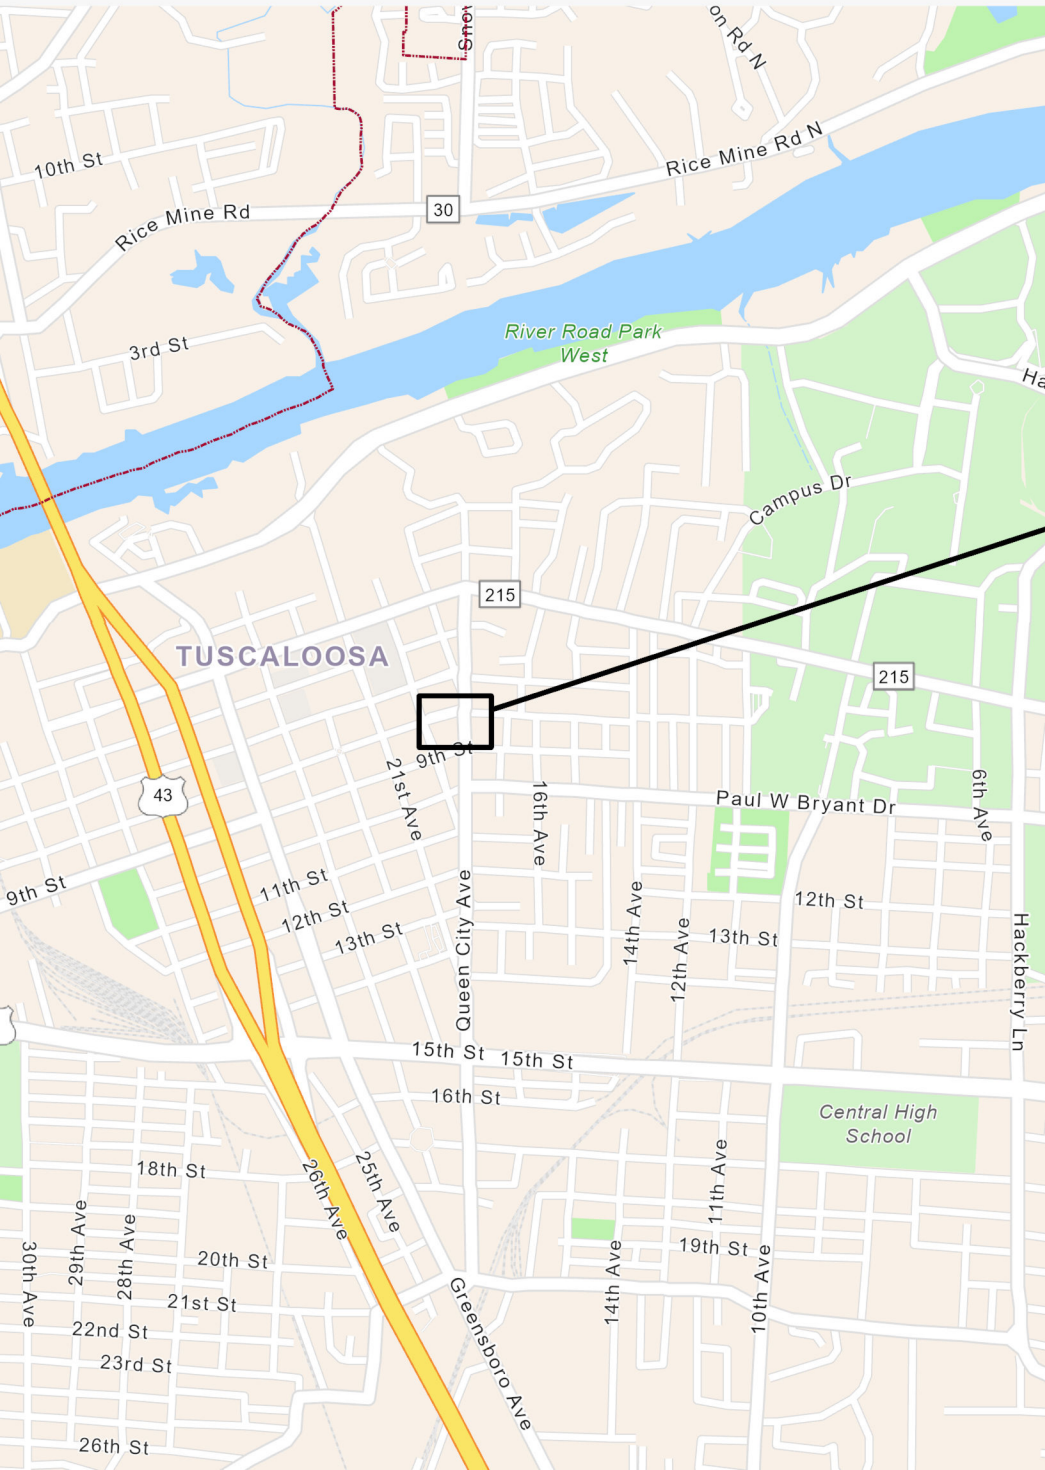 on Rd N
Rice Mine Rd N
10th St
30
Rice Mine Rd
River Road Park
West
3rd St
Ha
Campus Dr
215
TUSCALOOSA
215
9th St
21st Ave
43
16th Ave
Paul W Bryant Dr
6th Ave
9th St
11th St
12th St
13th St
Queen City Ave
14th Ave
12th Ave
12th St
13th St
Hackberry Ln
15th St
15th St
16th St
Central High
School
18th St
26th Ave
25th Ave
11th Ave
29th Ave
28th Ave
30th Ave
20th St
19th St
14th Ave
10th Ave
21st St
22nd St
23rd St
Greensboro Ave
26th St